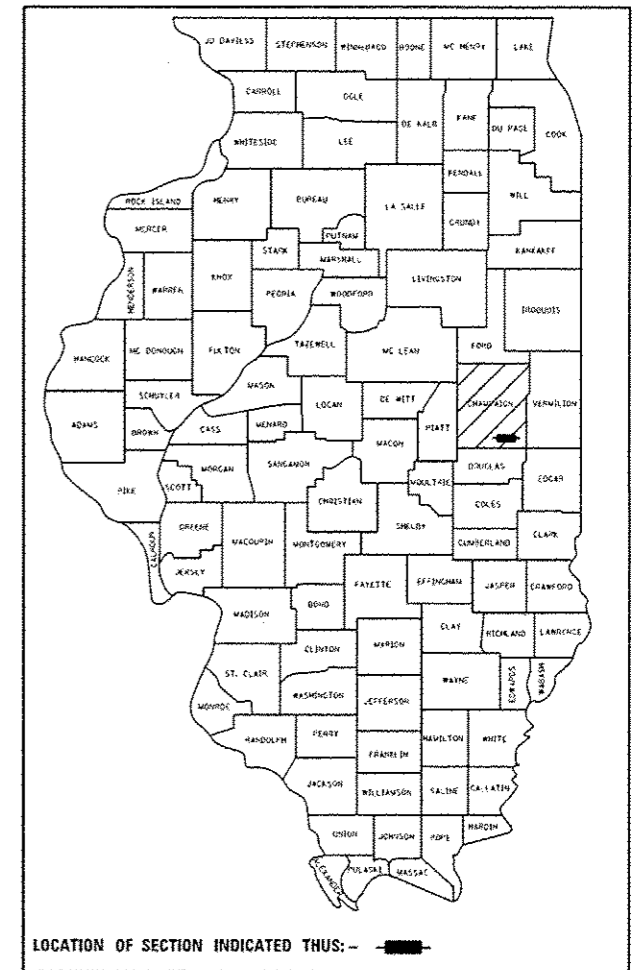 JO DAVIESS STEPHENSON WINNEBAGO BOONE MC HENRY LAKE
CARROLL OGLE DE KALB KANE DU PAGE COOK
WHITESIDE LEE KENDALL WILL
ROCK ISLAND HENRY BUREAU LA SALLE GRUNDY
MERCER PUTNAM KANKAKEE
STARK MARSHALL
HENDERSON WARREN KNOX PEORIA WOODFORD LIVINGSTON IROQUOIS
HANCOCK MC DONOUGH FULTON TAZEWELL MC LEAN FORD
SCHUYLER MASON LOGAN DE WITT CHAMPAIGN VERMILION
ADAMS BROWN CASS MENARD MACON PIATT
MORGAN SANGAMON MOULTRIE DOUGLAS EDGAR
PIKE SCOTT CHRISTIAN COLES
CALHOUN GREENE MACOUPIN MONTGOMERY SHELBY CUMBERLAND CLARK
JERSEY FAYETTE EFFINGHAM JASPER CRAWFORD
MADISON BOND
CLINTON MARION CLAY RICHLAND LAWRENCE
ST. CLAIR WASHINGTON JEFFERSON WAYNE EDWARDS WABASH
MONROE
RANDOLPH PERRY FRANKLIN HAMILTON WHITE
JACKSON WILLIAMSON SALINE GALLATIN
UNION JOHNSON POPE HARDIN
ALEXANDER PULASKI MASSAC
LOCATION OF SECTION INDICATED THUS:-